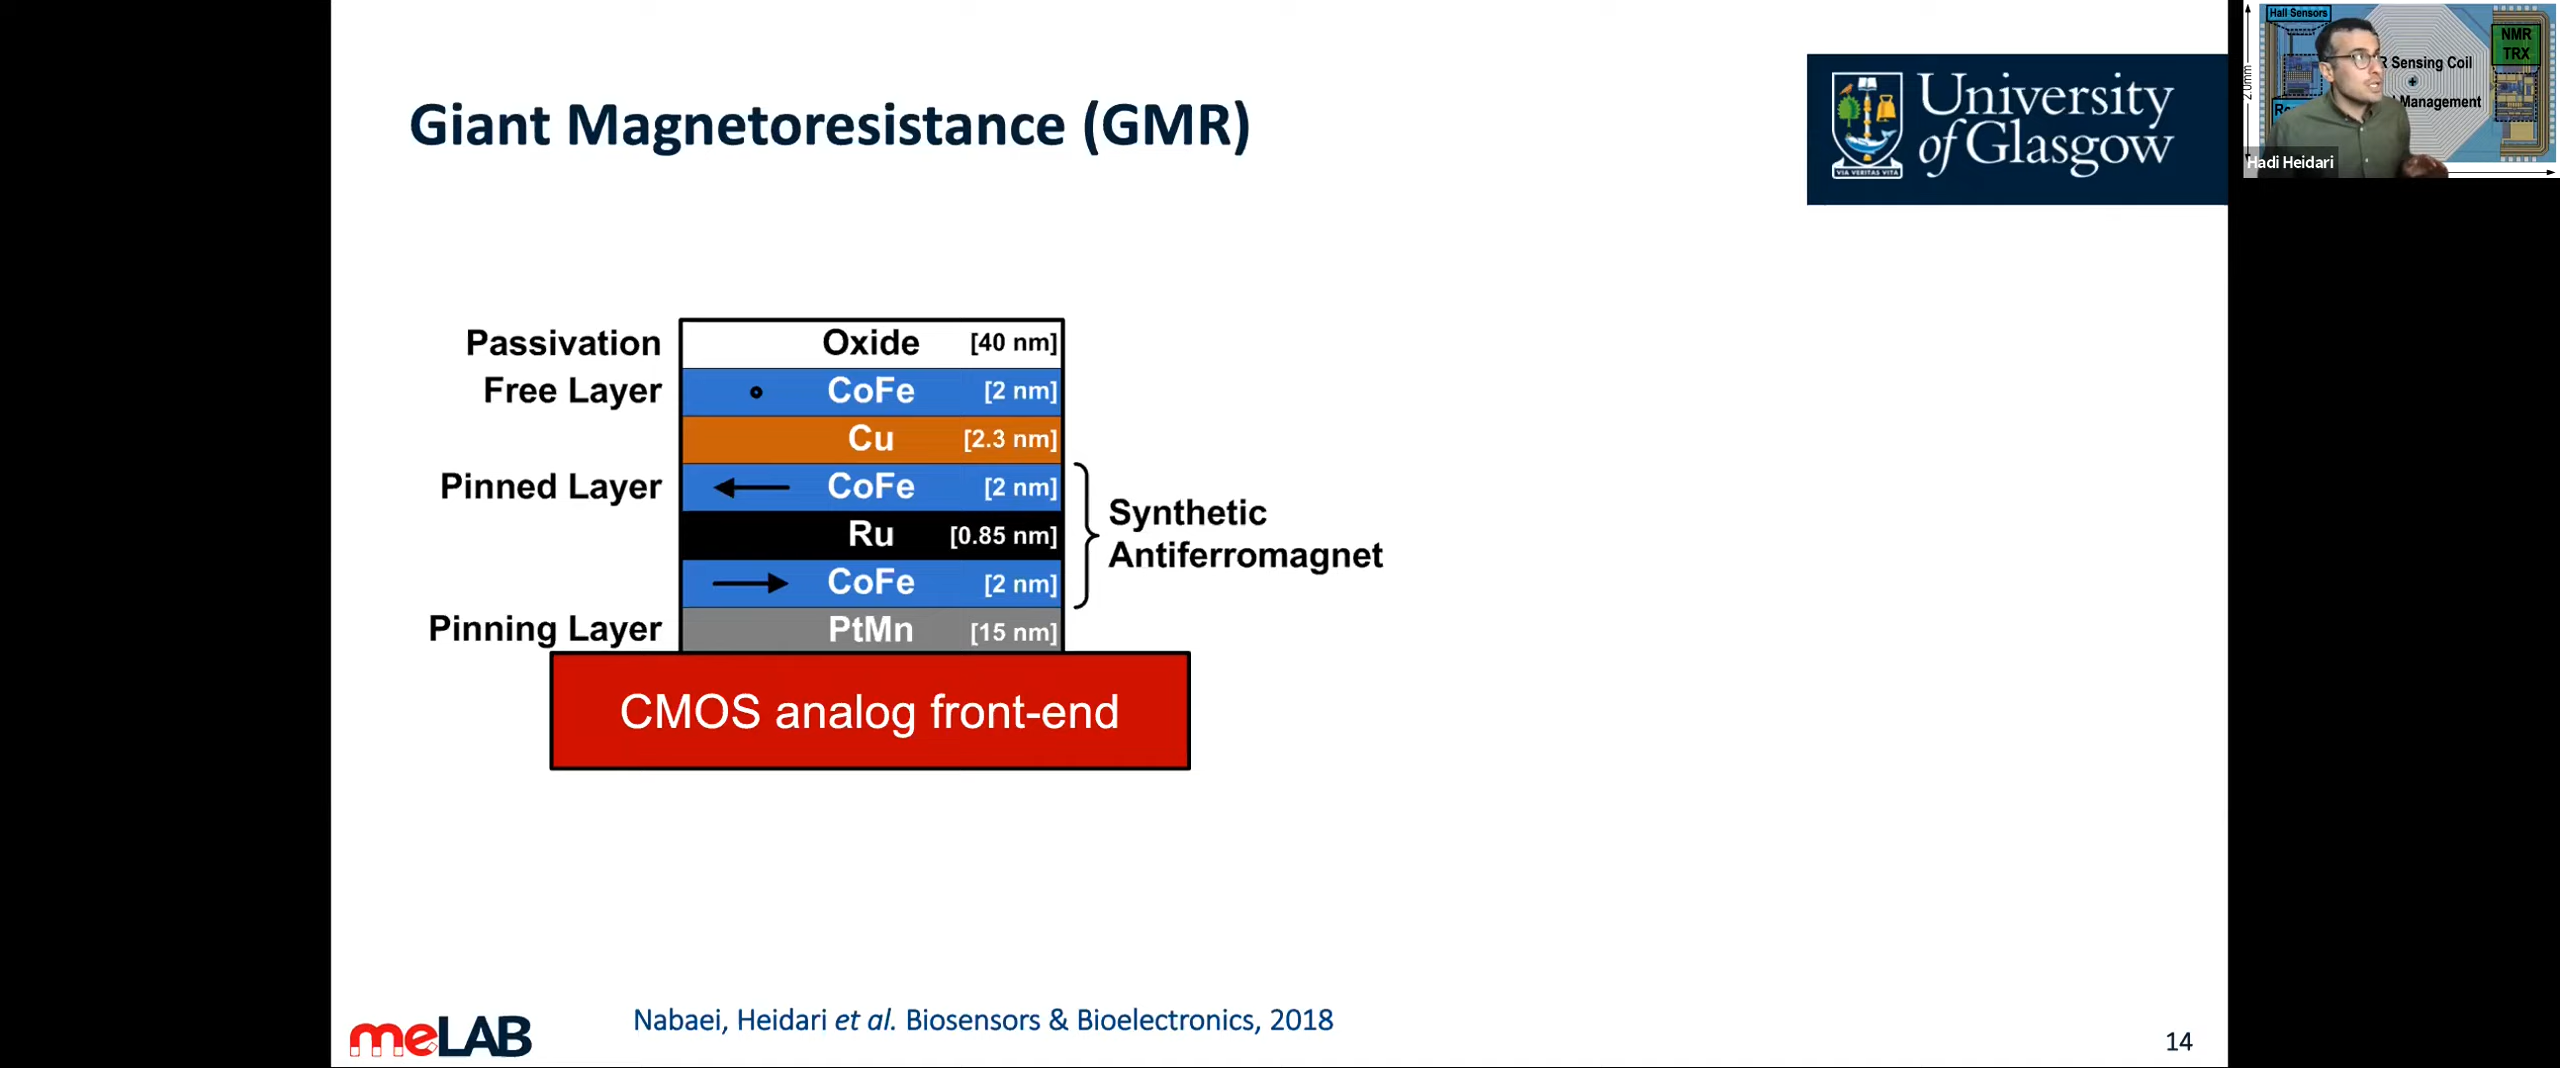 Giant Magnetoresistance (GMR)
University
of Glasgow
VIA VERITAS VITA
Hall Sensors
NMR
TRX
R Sensing Coil
Management
2.0mm
Hadi Heidari
Passivation Oxide [40 nm]
Free Layer CoFe [2 nm]
Cu [2.3 nm]
Pinned Layer CoFe [2 nm]
Ru [0.85 nm]
CoFe [2 nm]
Synthetic
Antiferromagnet
Pinning Layer PtMn [15 nm]
CMOS analog front-end
meLAB
Nabaei, Heidari et al. Biosensors & Bioelectronics, 2018
14